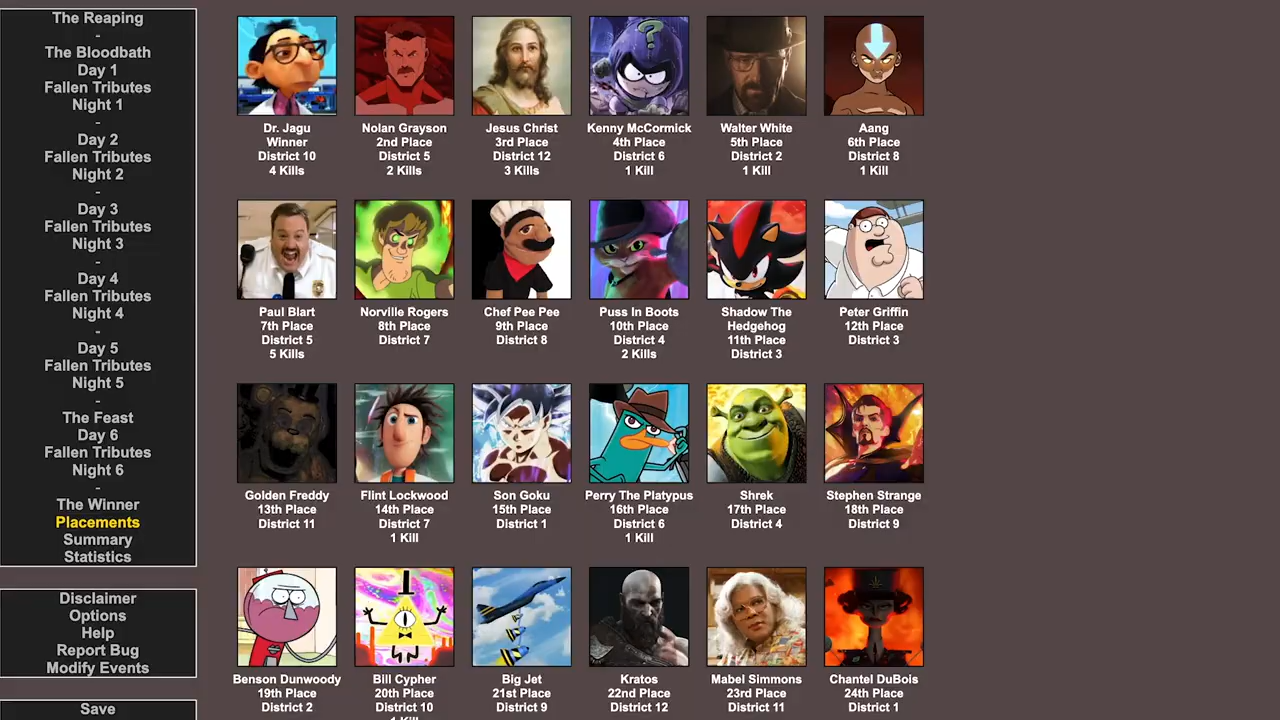 The Reaping
-
The Bloodbath
Day 1
Fallen Tributes
Night 1
-
Day 2
Fallen Tributes
Night 2
-
Day 3
Fallen Tributes
Night 3
-
Day 4
Fallen Tributes
Night 4
-
Day 5
Fallen Tributes
Night 5
-
The Feast
Day 6
Fallen Tributes
Night 6
-
The Winner
Placements
Summary
Statistics
Disclaimer
Options
Help
Report Bug
Modify Events
Save
Dr. Jagu
Winner
District 10
4 Kills
Nolan Grayson
2nd Place
District 5
2 Kills
Jesus Christ
3rd Place
District 12
3 Kills
?
Kenny McCormick
4th Place
District 6
1 Kill
Walter White
5th Place
District 2
1 Kill
Aang
6th Place
District 8
1 Kill
Paul Blart
7th Place
District 5
5 Kills
Norville Rogers
8th Place
District 7
Chef Pee Pee
9th Place
District 8
Puss In Boots
10th Place
District 4
2 Kills
Shadow The
Hedgehog
11th Place
District 3
Peter Griffin
12th Place
District 3
Golden Freddy
13th Place
District 11
Flint Lockwood
14th Place
District 7
1 Kill
Son Goku
15th Place
District 1
Perry The Platypus
16th Place
District 6
1 Kill
Shrek
17th Place
District 4
Stephen Strange
18th Place
District 9
Benson Dunwoody
19th Place
District 2
Bill Cypher
20th Place
District 10
1 Kill
Big Jet
21st Place
District 9
Kratos
22nd Place
District 12
Mabel Simmons
23rd Place
District 11
Chantel DuBois
24th Place
District 1